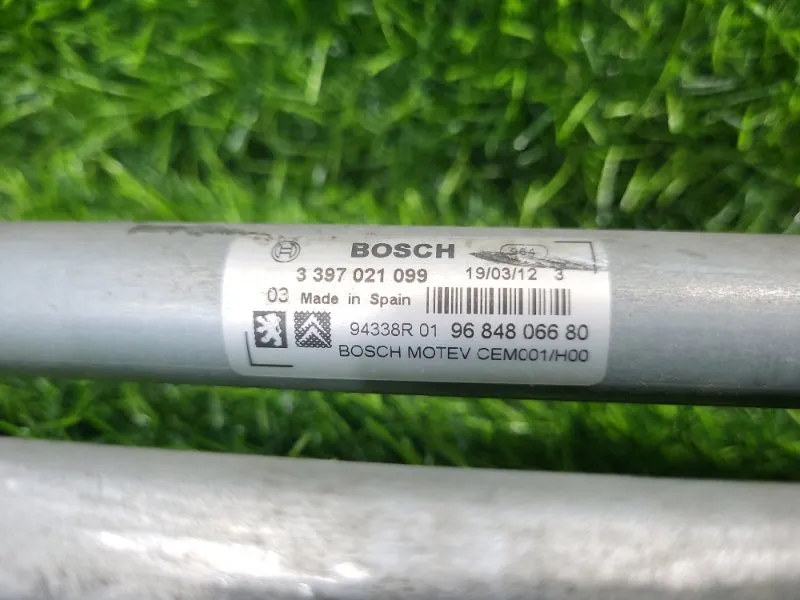 BOSCH 984
3 397 021 099 19/03/12 3
03 Made in Spain
94338R 01 96 848 066 80
BOSCH MOTEV CEM001/H00